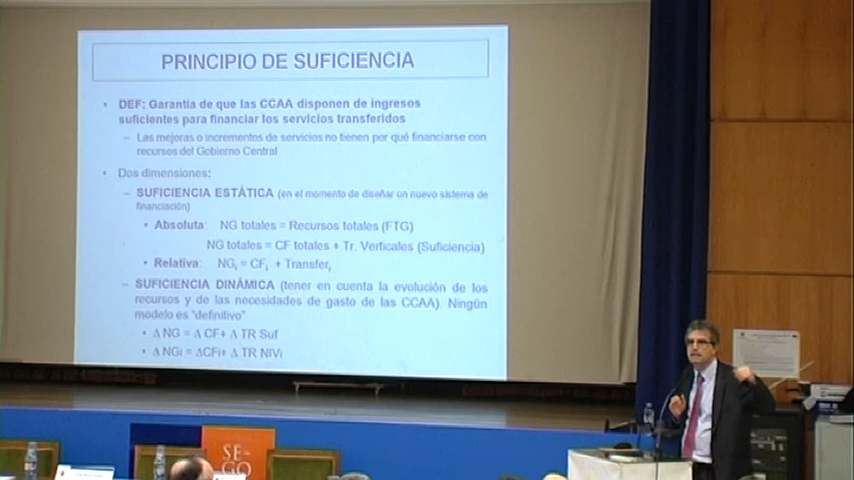 PRINCIPIO DE SUFICIENCIA
• DEF: Garantía de que las CCAA disponen de ingresos
suficientes para financiar los servicios transferidos
– Las mejoras o incrementos de servicios no tienen por qué financiarse con
recursos del Gobierno Central
• Dos dimensiones:
– SUFICIENCIA ESTÁTICA (en el momento de diseñar un nuevo sistema de
financiación)
• Absoluta: NG totales = Recursos totales (FTG)
NG totales = CF totales + Tr. Verticales (Suficiencia)
• Relativa: NGi = CFi + Transferi
– SUFICIENCIA DINÁMICA (tener en cuenta la evolución de los
recursos y de las necesidades de gasto de las CCAA). Ningún
modelo es "definitivo"
• Δ NG = Δ CF+ Δ TR Suf
• Δ NGi = ΔCFi+ Δ TR NIVi
SE
GO